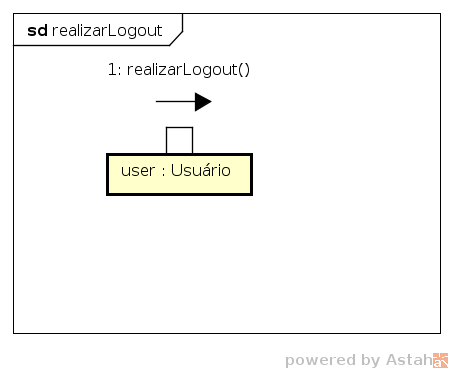 sd realizarLogout
1: realizarLogout()
user : Usuário
powered by Astah